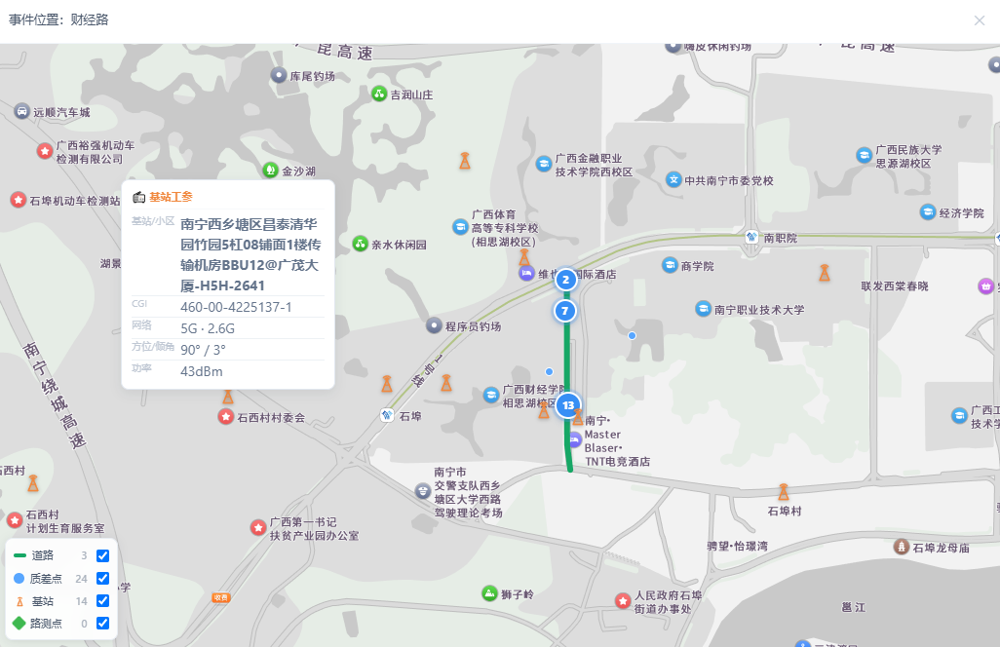 事件位置：财经路
昆高速
嗨皮休闲钓场
昆高速
库尾钓场
吉润山庄
远顺汽车城
广西裕强机动车
检测有限公司
广西金融职业
技术学院西校区
广西民族大学
思源湖校区
金沙湖
中共南宁市委党校
石埠机动车检测站
基站工参
基站/小区
南宁西乡塘区昌泰清华
园竹园5杠08铺面1楼传
输机房BBU12@广茂大
厦-H5H-2641
CGI
460-00-4225137-1
网络
5G · 2.6G
方位/倾角
90° / 3°
功率
43dBm
广西体育
高等专科学校
(相思湖校区)
经济学院
亲水休闲园
南职院
湖景
商学院
维也
国际酒店
2
联发西棠春晓
7
南宁职业技术大学
程序员钓场
1号线
南宁绕城高速
广西财经学院
相思湖校区
13
石埠
石西村村委会
南宁·
Master
Blaser·
TNT电竞酒店
广西工
技术学
石西村
南宁市
交警支队西乡
塘区大学西路
驾驶理论考场
石西村
计划生育服务室
石埠村
广西第一书记
扶贫产业园办公室
骋望·怡璟湾
石埠龙母庙
道路 3
质差点 24
基站 14
路测点 0
小学
收费
狮子岭
人民政府石埠
街道办事处
邕江